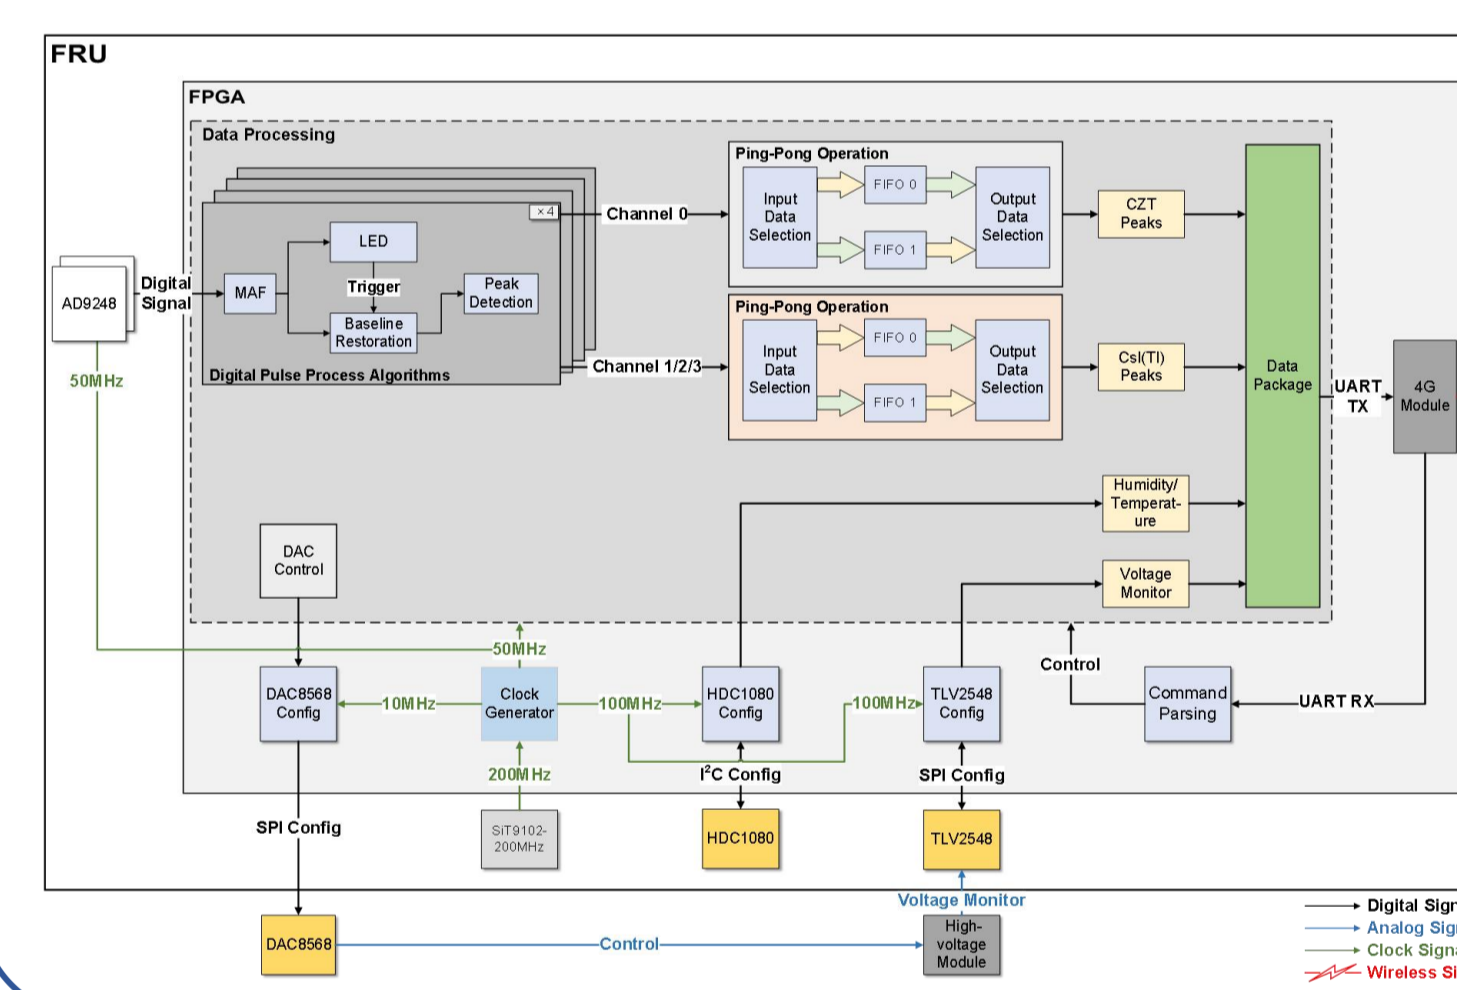 FRU
FPGA
Data Processing
×4
LED
MAF
Trigger
Peak
Detection
Baseline
Restoration
Digital Pulse Process Algorithms
AD9248
Digital
Signal
50MHz
Channel 0
Channel 1/2/3
Ping-Pong Operation
Input
Data
Selection
FIFO 0
FIFO 1
Output
Data
Selection
CZT
Peaks
Ping-Pong Operation
Input
Data
Selection
FIFO 0
FIFO 1
Output
Data
Selection
CsI(Tl)
Peaks
Data
Package
UART
TX
4G
Module
Humidity/
Temperat-
ure
Voltage
Monitor
DAC
Control
50MHz
DAC8568
Config
10MHz
Clock
Generator
100MHz
HDC1080
Config
100MHz
TLV2548
Config
Control
Command
Parsing
UART RX
200MHz
I²C Config
SPI Config
SPI Config
SiT9102-
200MHz
HDC1080
TLV2548
Voltage Monitor
DAC8568
Control
High-
voltage
Module
Digital Sign
Analog Sig
Clock Signa
Wireless Si